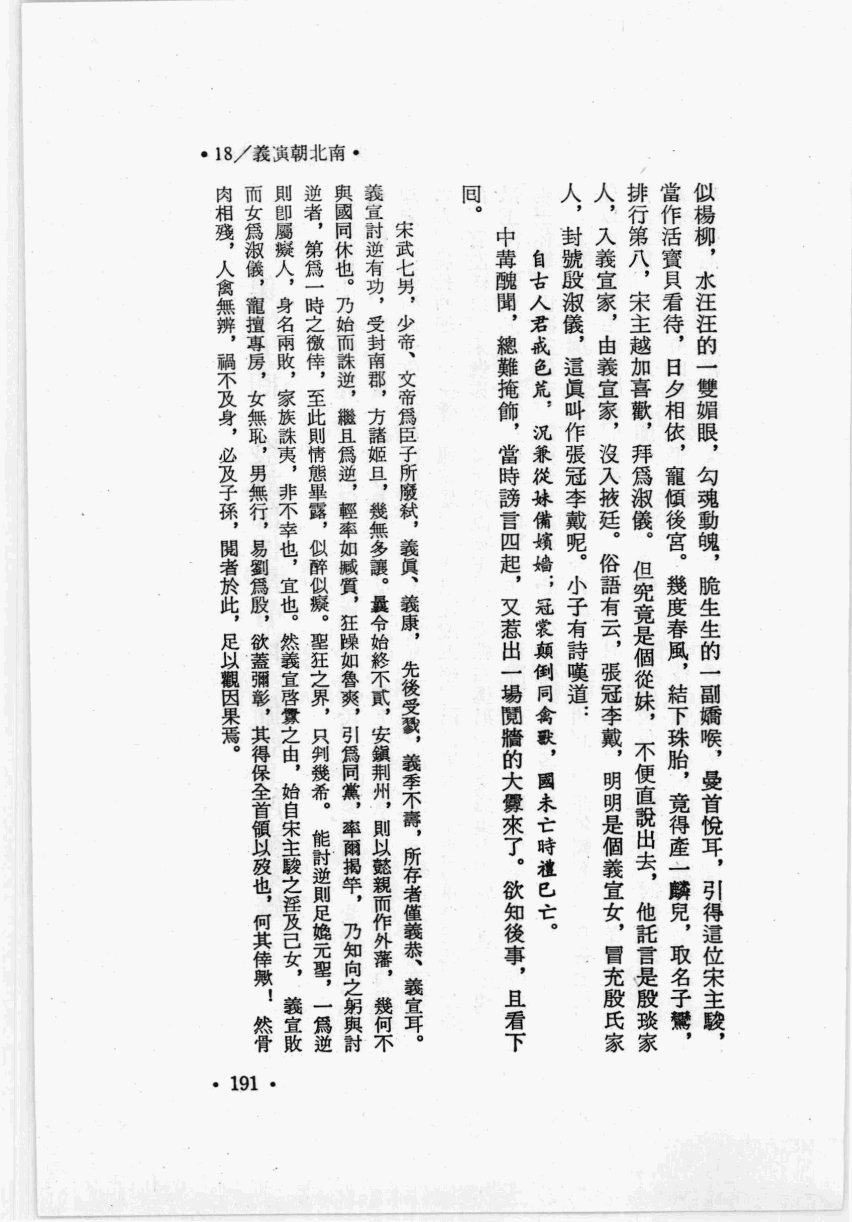 •18／義演朝北南•
似楊柳，水汪汪的一雙媚眼，勾魂動魄，脆生生的一副嬌喉，曼首悅耳，引得這位宋主駿，
當作活寶貝看待，日夕相依，寵傾後宮。幾度春風，結下珠胎，竟得產一麟兒，取名子鸞，
排行第八，宋主越加喜歡，拜爲淑儀。但究竟是個從妹，不便直說出去，他託言是殷琰家
人，入義宣家，由義宣家，沒入掖廷。俗語有云，張冠李戴，明明是個義宣女，冒充殷氏家
人，封號殷淑儀，這眞叫作張冠李戴呢。小子有詩嘆道：
自古人君戒色荒，況兼從妹備嬪嬙；冠裳顛倒同禽獸，國未亡時禮已亡。
中冓醜聞，總難掩飾，當時謗言四起，又惹出一場鬩牆的大釁來了。欲知後事，且看下
回。
宋武七男，少帝、文帝爲臣子所廢弒，義眞、義康，先後受戮，義季不壽，所存者僅義恭、義宣耳。
義宣討逆有功，受封南郡，方諸姬旦，幾無多讓。曩令始終不貳，安鎭荆州，則以懿親而作外藩，幾何不
與國同休也。乃始而誅逆，繼且爲逆，輕率如臧質，狂躁如魯爽，引爲同黨，率爾揭竿，乃知向之躬與討
逆者，第爲一時之徼倖，至此則情態畢露，似醉似癡。聖狂之界，只判幾希。能討逆則足媲元聖，一爲逆
則卽屬癡人，身名兩敗，家族誅夷，非不幸也，宜也。然義宣啓釁之由，始自宋主駿之淫及己女，義宣敗
而女爲淑儀，寵擅專房，女無恥，男無行，易劉爲殷，欲蓋彌彰，其得保全首領以歿也，何其倖歟！然骨
肉相殘，人禽無辨，禍不及身，必及子孫，閱者於此，足以觀因果焉。
•191•